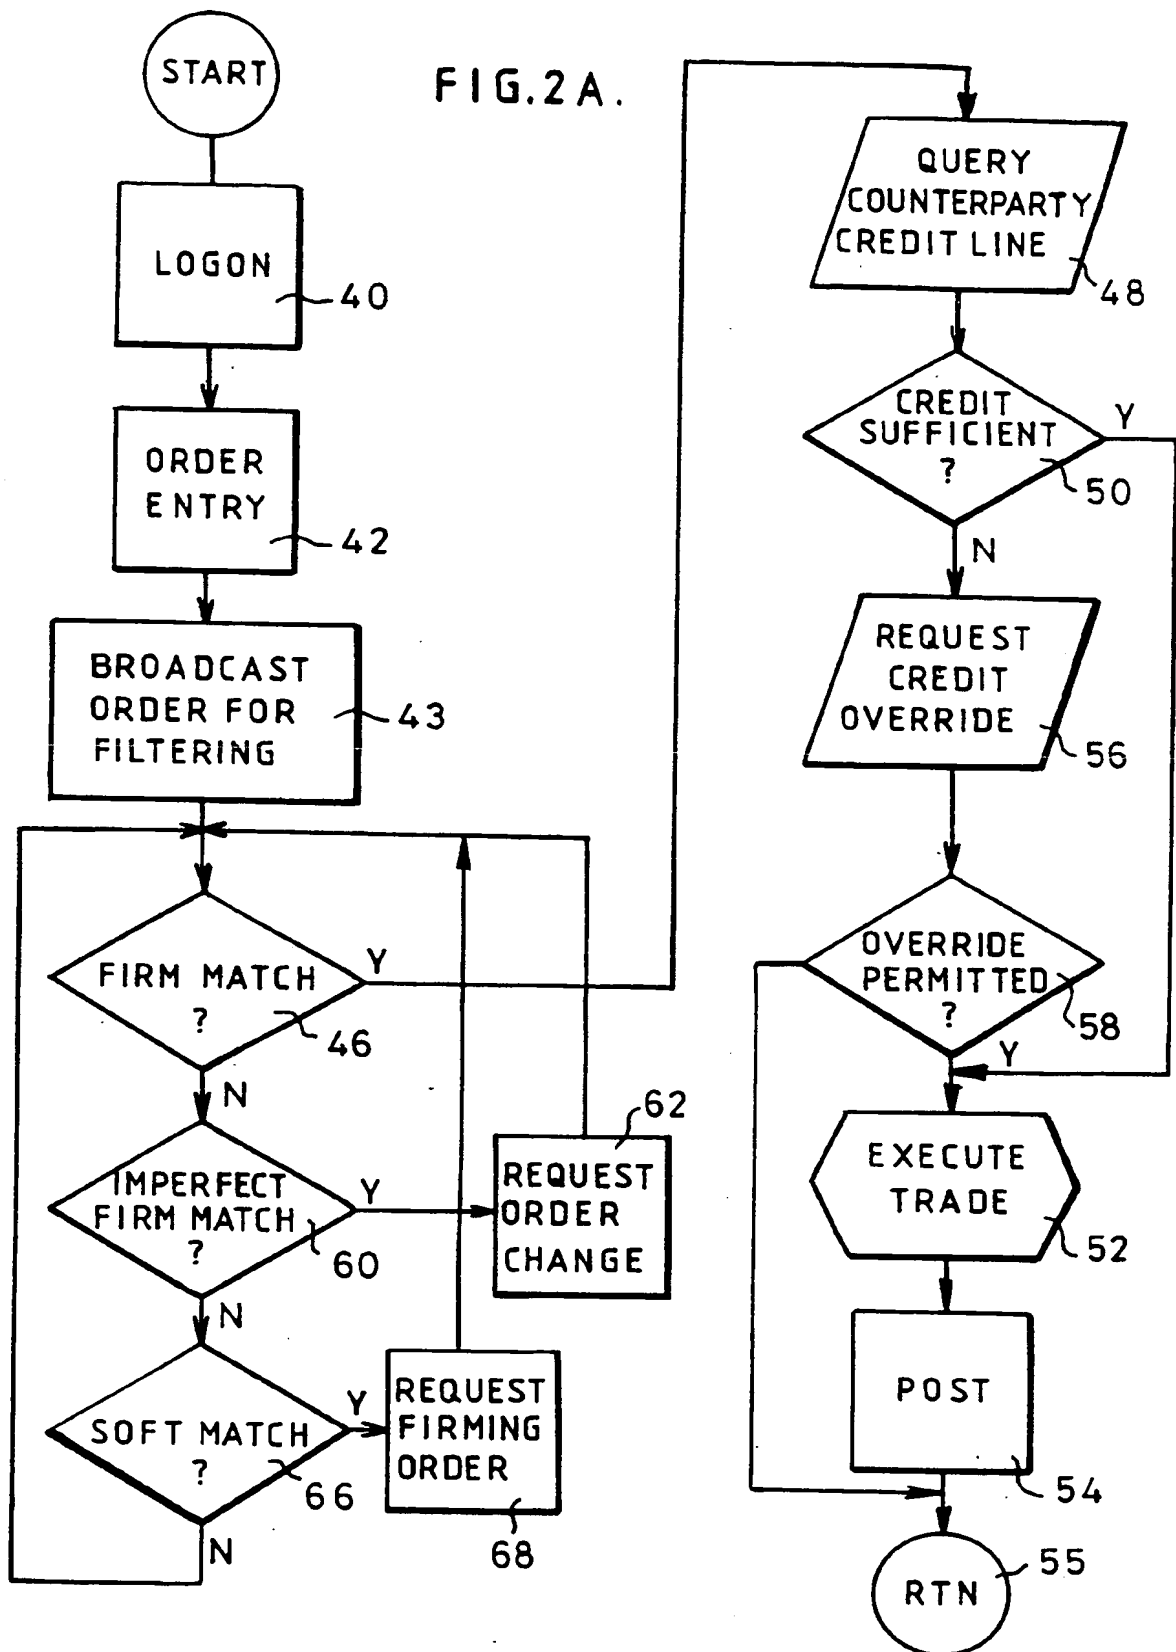 START
FIG.2A.
LOGON
40
ORDER
ENTRY
42
BROADCAST
ORDER FOR
FILTERING
43
FIRM MATCH
?
46
Y
N
IMPERFECT
FIRM MATCH
?
60
Y
N
62
REQUEST
ORDER
CHANGE
SOFT MATCH
?
66
Y
N
REQUEST
FIRMING
ORDER
68
QUERY
COUNTERPARTY
CREDIT LINE
48
CREDIT
SUFFICIENT
?
50
Y
N
REQUEST
CREDIT
OVERRIDE
56
OVERRIDE
PERMITTED
?
58
Y
EXECUTE
TRADE
52
POST
54
RTN
55